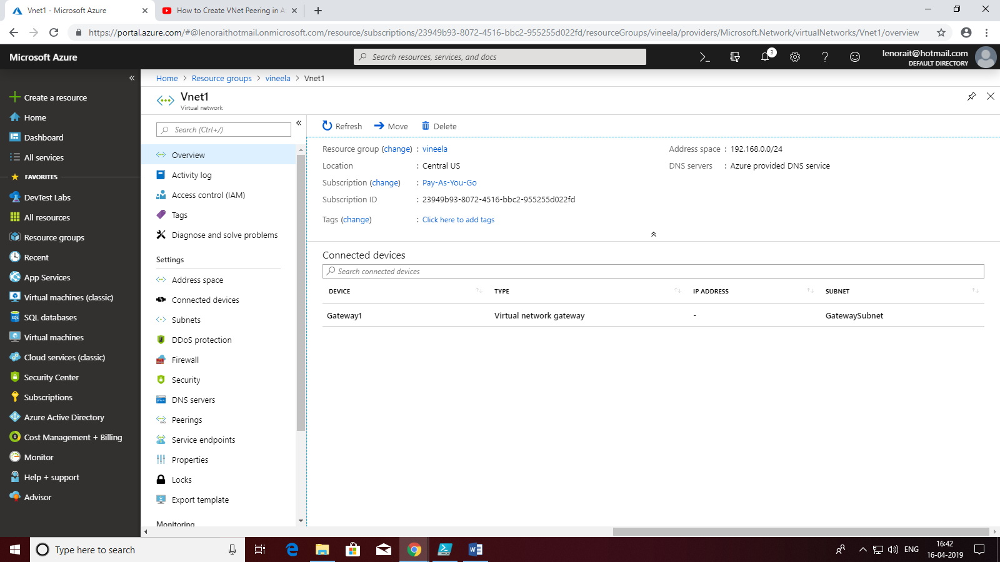 Vnet1 - Microsoft Azure
How to Create VNet Peering in A
https://portal.azure.com/#@lenoraithotmail.onmicrosoft.com/resource/subscriptions/23949b93-8072-4516-bbc2-955255d022fd/resourceGroups/vineela/providers/Microsoft.Network/virtualNetworks/Vnet1/overview
Microsoft Azure
Search resources, services, and docs
3
lenorait@hotmail.com
DEFAULT DIRECTORY
Create a resource
Home
Dashboard
All services
FAVORITES
DevTest Labs
All resources
Resource groups
Recent
App Services
Virtual machines (classic)
SQL databases
Virtual machines
Cloud services (classic)
Security Center
Subscriptions
Azure Active Directory
Cost Management + Billing
Monitor
Help + support
Advisor
Home > Resource groups > vineela > Vnet1
Vnet1
Virtual network
Search (Ctrl+/)
Overview
Activity log
Access control (IAM)
Tags
Diagnose and solve problems
Settings
Address space
Connected devices
Subnets
DDoS protection
Firewall
Security
DNS servers
Peerings
Service endpoints
Properties
Locks
Export template
Monitoring
Refresh Move Delete
Resource group (change) : vineela
Location : Central US
Subscription (change) : Pay-As-You-Go
Subscription ID : 23949b93-8072-4516-bbc2-955255d022fd
Tags (change) : Click here to add tags
Address space : 192.168.0.0/24
DNS servers : Azure provided DNS service
Connected devices
Search connected devices
DEVICE TYPE IP ADDRESS SUBNET
Gateway1 Virtual network gateway - GatewaySubnet
Type here to search
ENG
16:42
16-04-2019